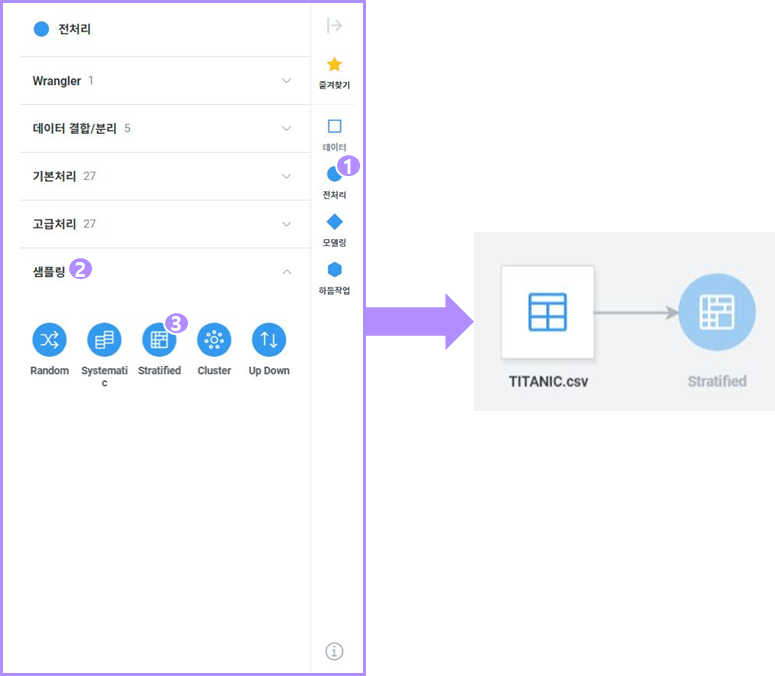 전처리
Wrangler 1
데이터 결합/분리 5
기본처리 27
고급처리 27
샘플링 2
3
Random
Systemati
c
Stratified
Cluster
Up Down
즐겨찾기
데이터
1
전처리
모델링
하둡작업
TITANIC.csv
Stratified